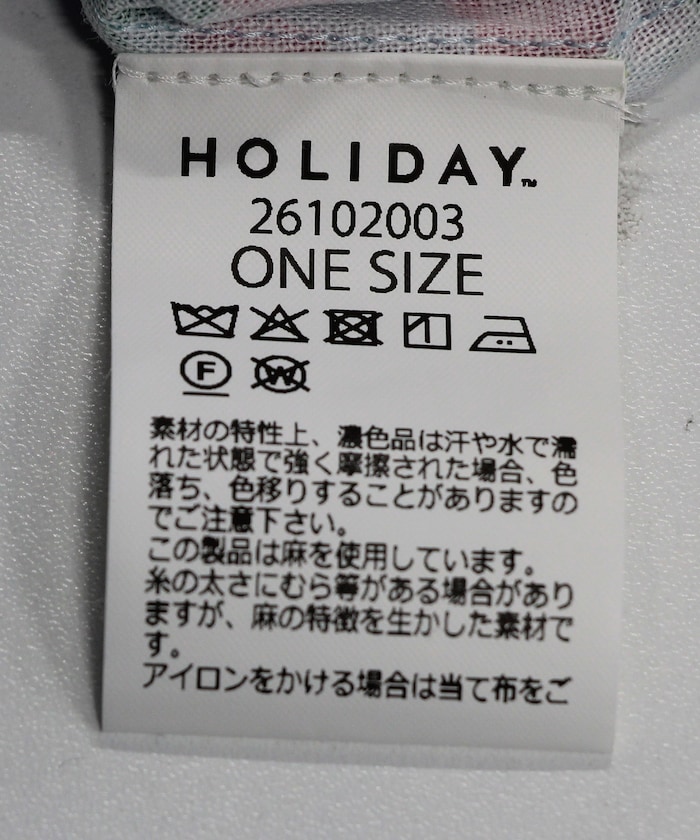 HOLIDAY™
26102003
ONE SIZE
F W
素材の特性上、濃色品は汗や水で濡
れた状態で強く摩擦された場合、色
落ち、色移りすることがありますの
でご注意下さい。
この製品は麻を使用しています。
糸の太さにむら等がある場合があり
ますが、麻の特徴を生かした素材で
す。
アイロンをかける場合は当て布をご